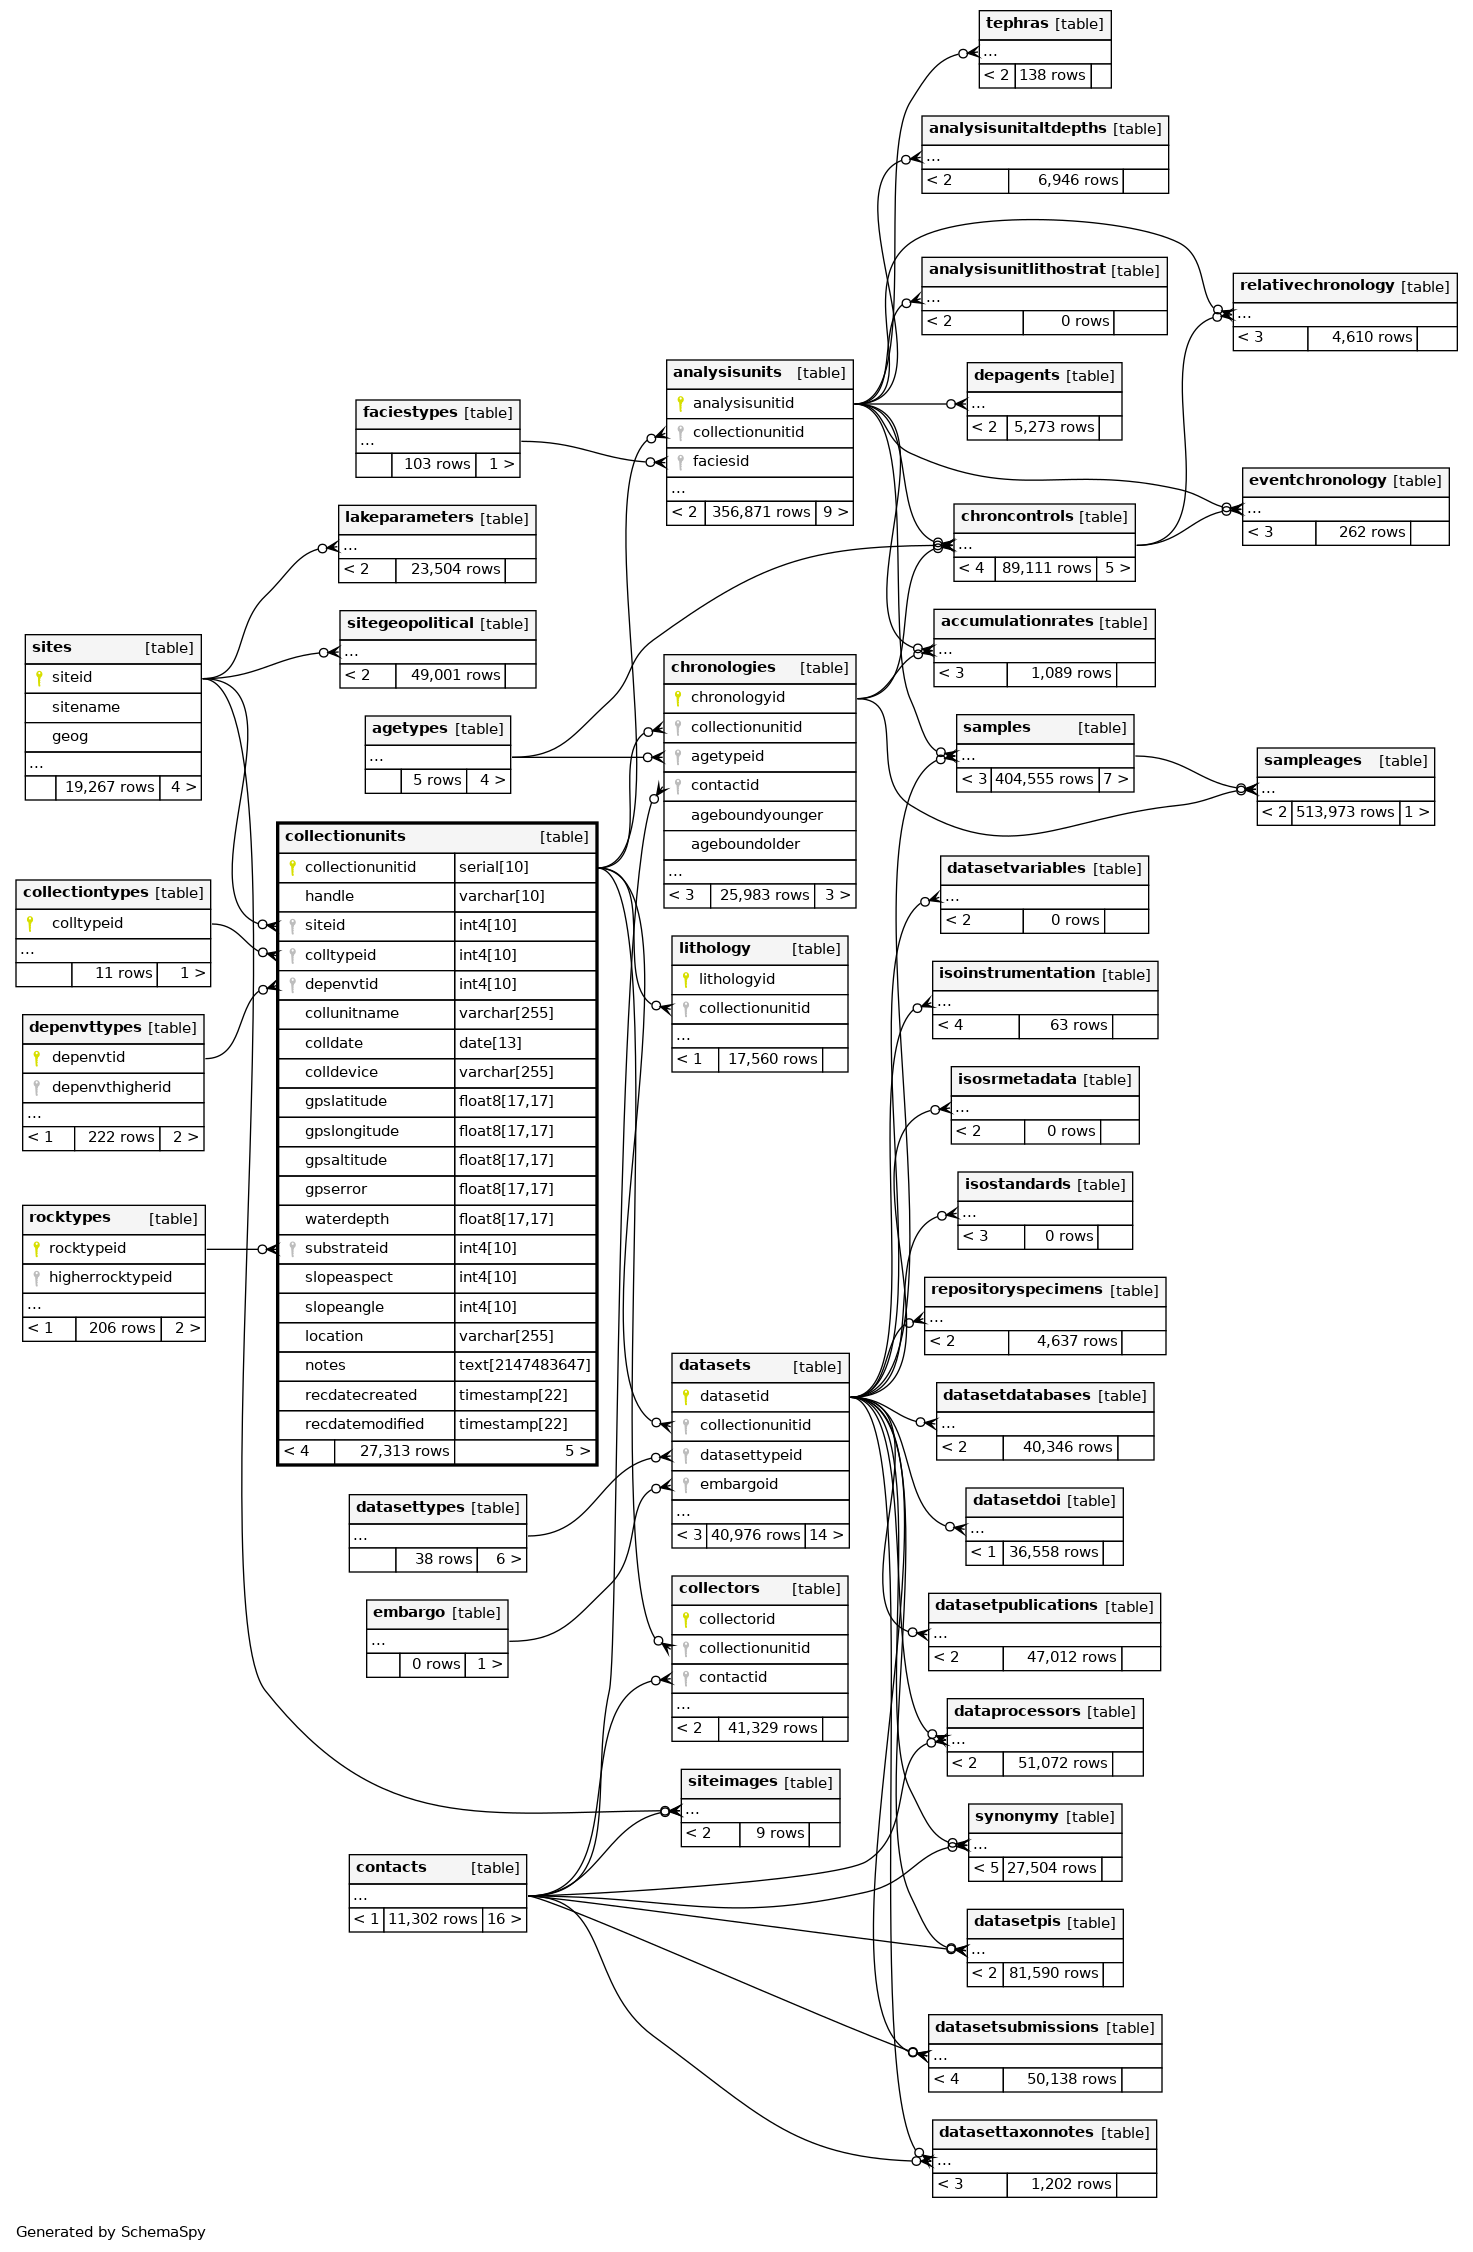 tephras [table]
...
< 2 138 rows
analysisunitaltdepths [table]
...
< 2 6,946 rows
analysisunitlithostrat [table]
...
< 2 0 rows
relativechronology [table]
...
< 3 4,610 rows
analysisunits [table]
analysisunitid
collectionunitid
faciesid
...
< 2 356,871 rows 9 >
depagents [table]
...
< 2 5,273 rows
faciestypes [table]
...
103 rows 1 >
eventchronology [table]
...
< 3 262 rows
lakeparameters [table]
...
< 2 23,504 rows
chroncontrols [table]
...
< 4 89,111 rows 5 >
sitegeopolitical [table]
...
< 2 49,001 rows
accumulationrates [table]
...
< 3 1,089 rows
sites [table]
siteid
sitename
geog
...
19,267 rows 4 >
chronologies [table]
chronologyid
collectionunitid
agetypeid
contactid
ageboundyounger
ageboundolder
...
< 3 25,983 rows 3 >
agetypes [table]
...
5 rows 4 >
samples [table]
...
< 3 404,555 rows 7 >
sampleages [table]
...
< 2 513,973 rows 1 >
collectionunits [table]
collectionunitid serial[10]
handle varchar[10]
siteid int4[10]
colltypeid int4[10]
depenvtid int4[10]
collunitname varchar[255]
colldate date[13]
colldevice varchar[255]
gpslatitude float8[17,17]
gpslongitude float8[17,17]
gpsaltitude float8[17,17]
gpserror float8[17,17]
waterdepth float8[17,17]
substrateid int4[10]
slopeaspect int4[10]
slopeangle int4[10]
location varchar[255]
notes text[2147483647]
recdatecreated timestamp[22]
recdatemodified timestamp[22]
< 4 27,313 rows 5 >
collectiontypes [table]
colltypeid
...
11 rows 1 >
depenvttypes [table]
depenvtid
depenvthigherid
...
< 1 222 rows 2 >
rocktypes [table]
rocktypeid
higherrocktypeid
...
< 1 206 rows 2 >
lithology [table]
lithologyid
collectionunitid
...
< 1 17,560 rows
datasetvariables [table]
...
< 2 0 rows
isoinstrumentation [table]
...
< 4 63 rows
isosrmetadata [table]
...
< 2 0 rows
isostandards [table]
...
< 3 0 rows
repositoryspecimens [table]
...
< 2 4,637 rows
datasets [table]
datasetid
collectionunitid
datasettypeid
embargoid
...
< 3 40,976 rows 14 >
datasetdatabases [table]
...
< 2 40,346 rows
datasetdoi [table]
...
< 1 36,558 rows
datasettypes [table]
...
38 rows 6 >
embargo [table]
...
0 rows 1 >
collectors [table]
collectorid
collectionunitid
contactid
...
< 2 41,329 rows
datasetpublications [table]
...
< 2 47,012 rows
dataprocessors [table]
...
< 2 51,072 rows
siteimages [table]
...
< 2 9 rows
synonymy [table]
...
< 5 27,504 rows
contacts [table]
...
< 1 11,302 rows 16 >
datasetpis [table]
...
< 2 81,590 rows
datasetsubmissions [table]
...
< 4 50,138 rows
datasettaxonnotes [table]
...
< 3 1,202 rows
Generated by SchemaSpy